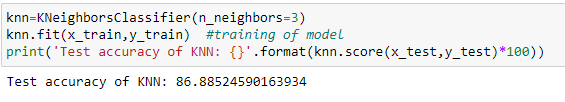 knn=KNeighborsClassifier(n_neighbors=3)
knn.fit(x_train,y_train)  #training of model
print('Test accuracy of KNN: {}'.format(knn.score(x_test,y_test)*100))
Test accuracy of KNN: 86.88524590163934